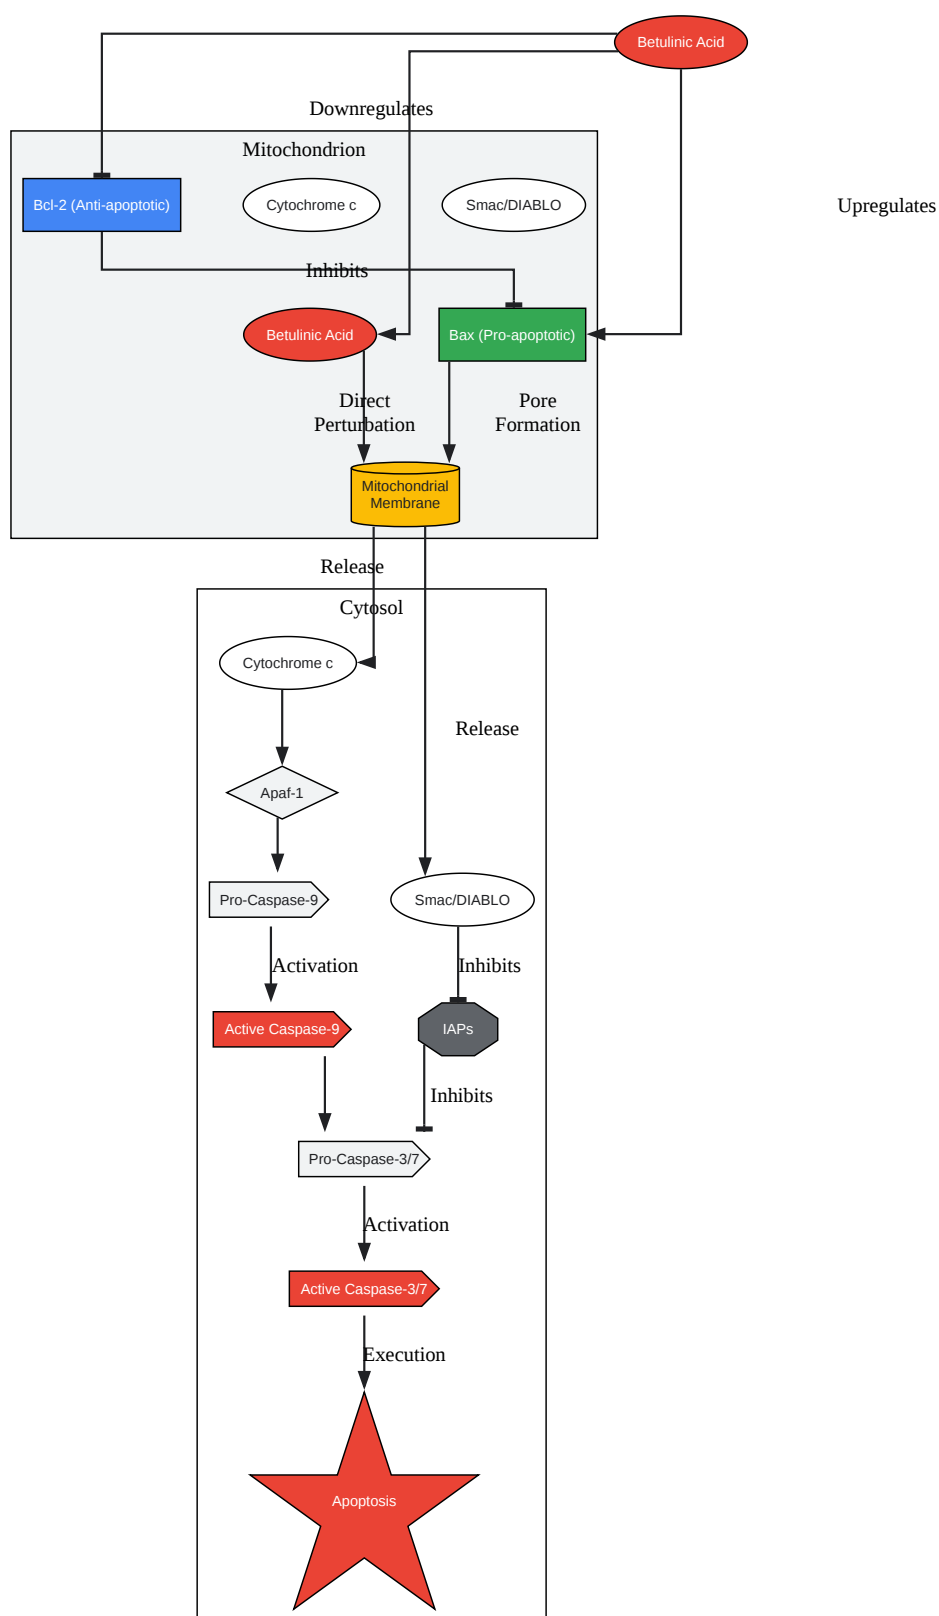 Betulinic Acid
Downregulates
Mitochondrion
Bcl-2 (Anti-apoptotic)
Cytochrome c
Smac/DIABLO
Upregulates
Inhibits
Betulinic Acid
Bax (Pro-apoptotic)
Direct
Perturbation
Pore
Formation
Mitochondrial
Membrane
Release
Cytosol
Cytochrome c
Release
Apaf-1
Pro-Caspase-9
Smac/DIABLO
Activation
Inhibits
Active Caspase-9
IAPs
Inhibits
Pro-Caspase-3/7
Activation
Active Caspase-3/7
Execution
Apoptosis